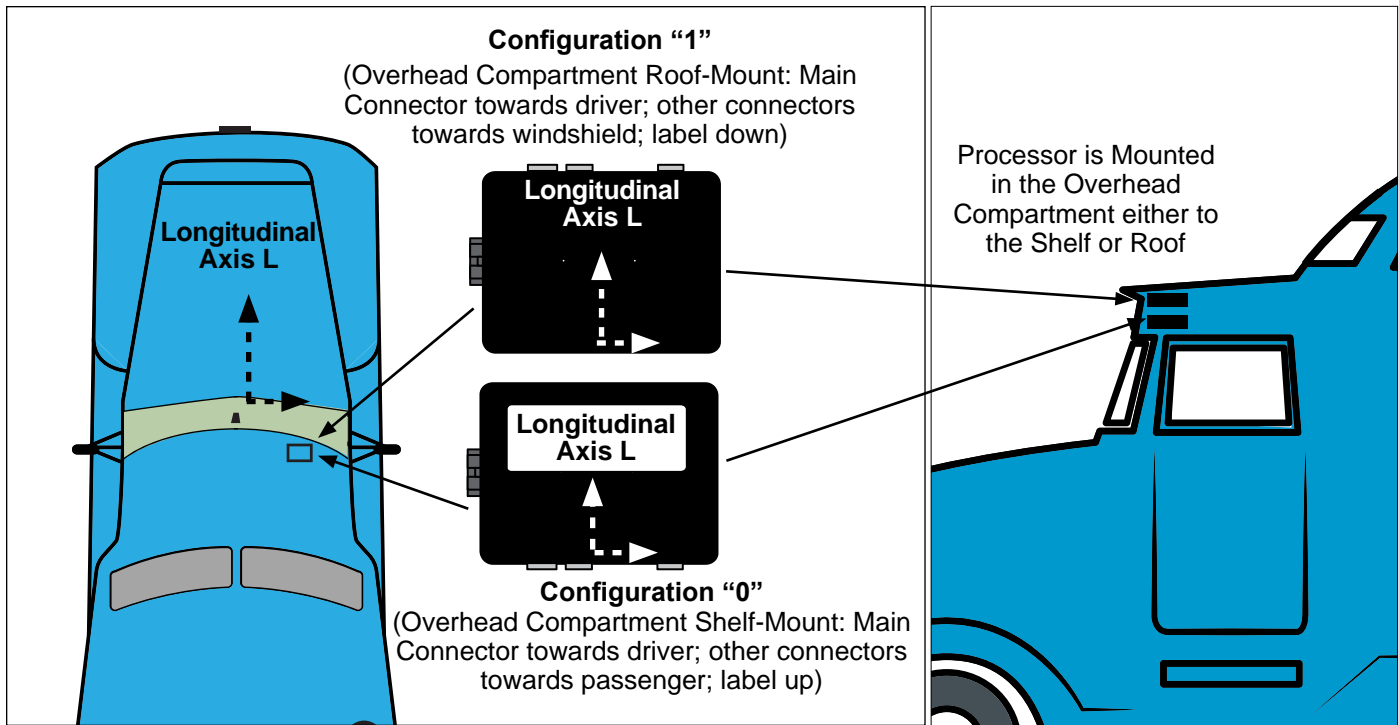 Configuration “1”
(Overhead Compartment Roof-Mount: Main
Connector towards driver; other connectors
towards windshield; label down)
Longitudinal
Axis L
Longitudinal
Axis L
Longitudinal
Axis L
Configuration “0”
(Overhead Compartment Shelf-Mount: Main
Connector towards driver; other connectors
towards passenger; label up)
Processor is Mounted
in the Overhead
Compartment either to
the Shelf or Roof